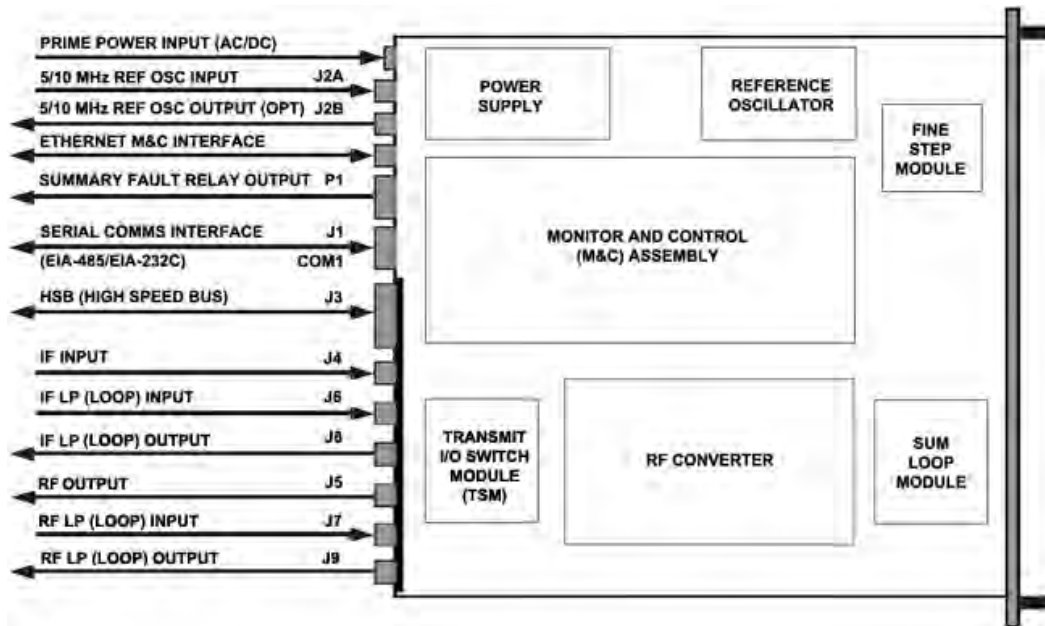 PRIME POWER INPUT (AC/DC)
5/10 MHz REF OSC INPUT J2A
5/10 MHz REF OSC OUTPUT (OPT) J2B
ETHERNET M&C INTERFACE
SUMMARY FAULT RELAY OUTPUT P1
SERIAL COMMS INTERFACE J1
(EIA-485/EIA-232C) COM1
HSB (HIGH SPEED BUS) J3
IF INPUT J4
IF LP (LOOP) INPUT J6
IF LP (LOOP) OUTPUT J8
RF OUTPUT J5
RF LP (LOOP) INPUT J7
RF LP (LOOP) OUTPUT J9
POWER
SUPPLY
REFERENCE
OSCILLATOR
FINE
STEP
MODULE
MONITOR AND CONTROL
(M&C) ASSEMBLY
TRANSMIT
I/O SWITCH
MODULE
(TSM)
RF CONVERTER
SUM
LOOP
MODULE